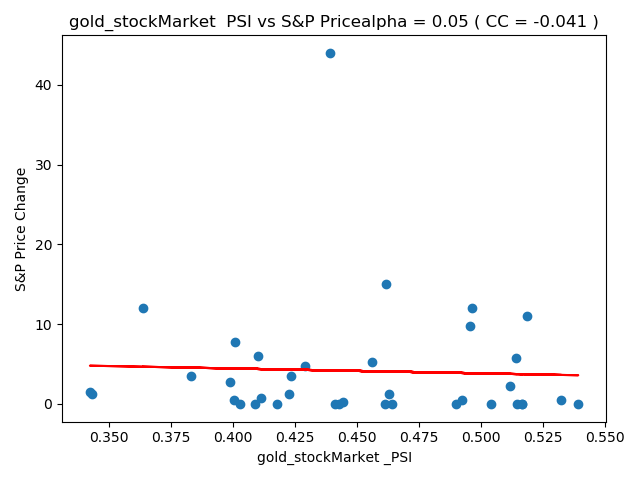 gold_stockMarket  PSI vs S&P Pricealpha = 0.05 ( CC = -0.041 )
40
30
20
10
0
S&P Price Change
0.350 0.375 0.400 0.425 0.450 0.475 0.500 0.525 0.550
gold_stockMarket _PSI